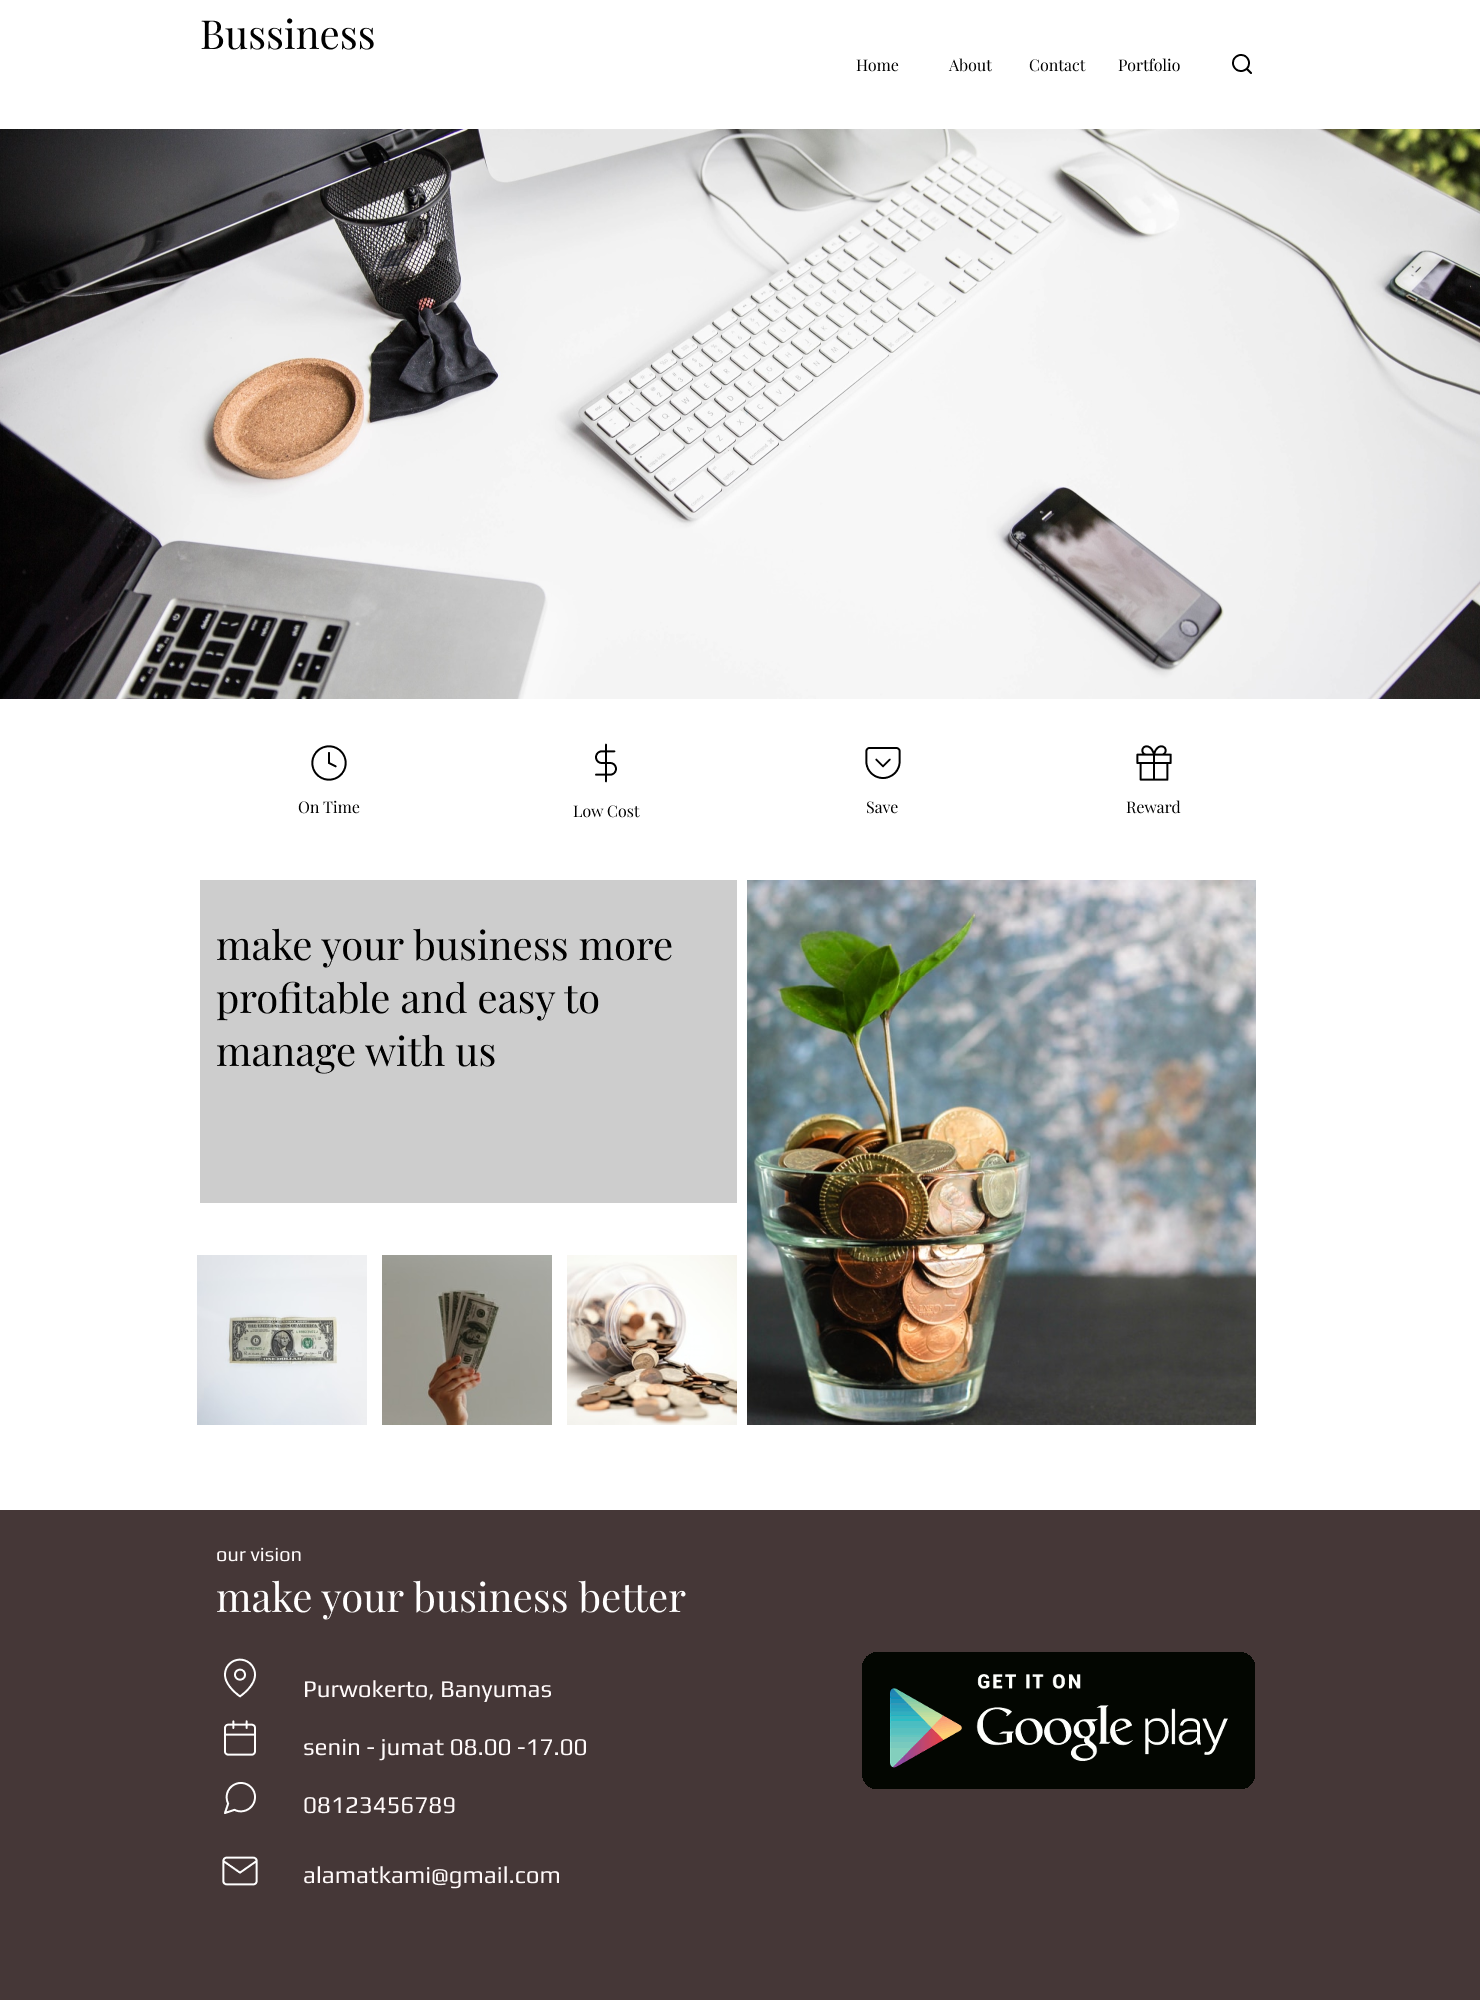 Bussiness
Home About Contact Portfolio
On Time
Low Cost
Save
Reward
make your business more
profitable and easy to
manage with us
our vision
make your business better
Purwokerto, Banyumas
senin - jumat 08.00 -17.00
08123456789
alamatkami@gmail.com
GET IT ON
Google play